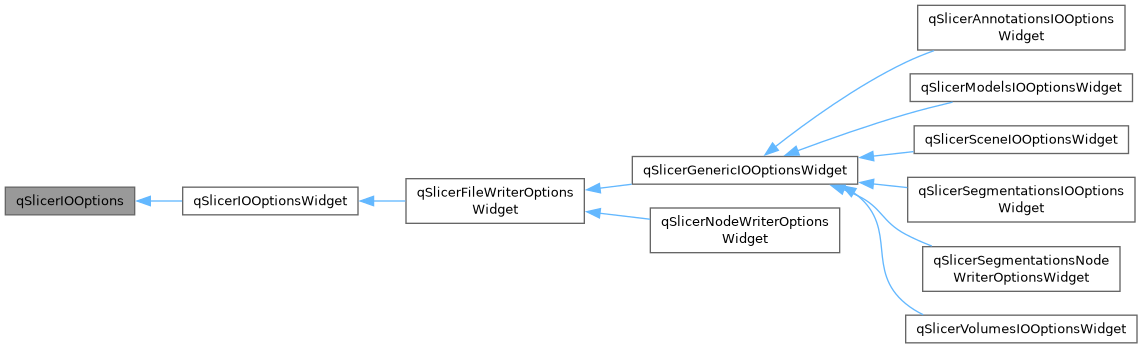 qSlicerIOOptions
qSlicerIOOptionsWidget
qSlicerFileWriterOptions
Widget
qSlicerGenericIOOptionsWidget
qSlicerNodeWriterOptions
Widget
qSlicerAnnotationsIOOptions
Widget
qSlicerModelsIOOptionsWidget
qSlicerSceneIOOptionsWidget
qSlicerSegmentationsIOOptions
Widget
qSlicerSegmentationsNode
WriterOptionsWidget
qSlicerVolumesIOOptionsWidget